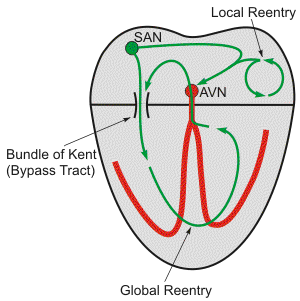 Local Reentry
SAN
AVN
Bundle of Kent
(Bypass Tract)
Global Reentry